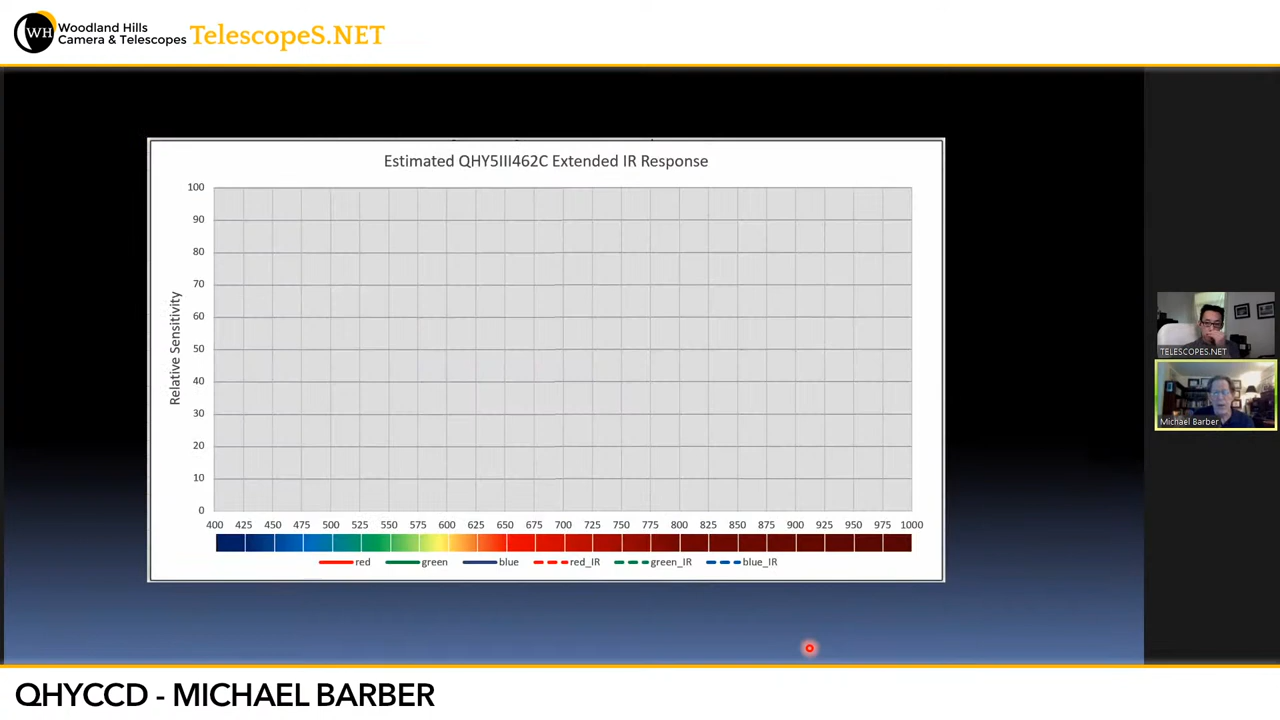 WH
Woodland Hills
Camera & Telescopes
TelescopeS.NET
Estimated QHY5III462C Extended IR Response
Relative Sensitivity
100
90
80
70
60
50
40
30
20
10
0
400 425 450 475 500 525 550 575 600 625 650 675 700 725 750 775 800 825 850 875 900 925 950 975 1000
red green blue red_IR green_IR blue_IR
TELESCOPES.NET
Michael Barber
QHYCCD - MICHAEL BARBER